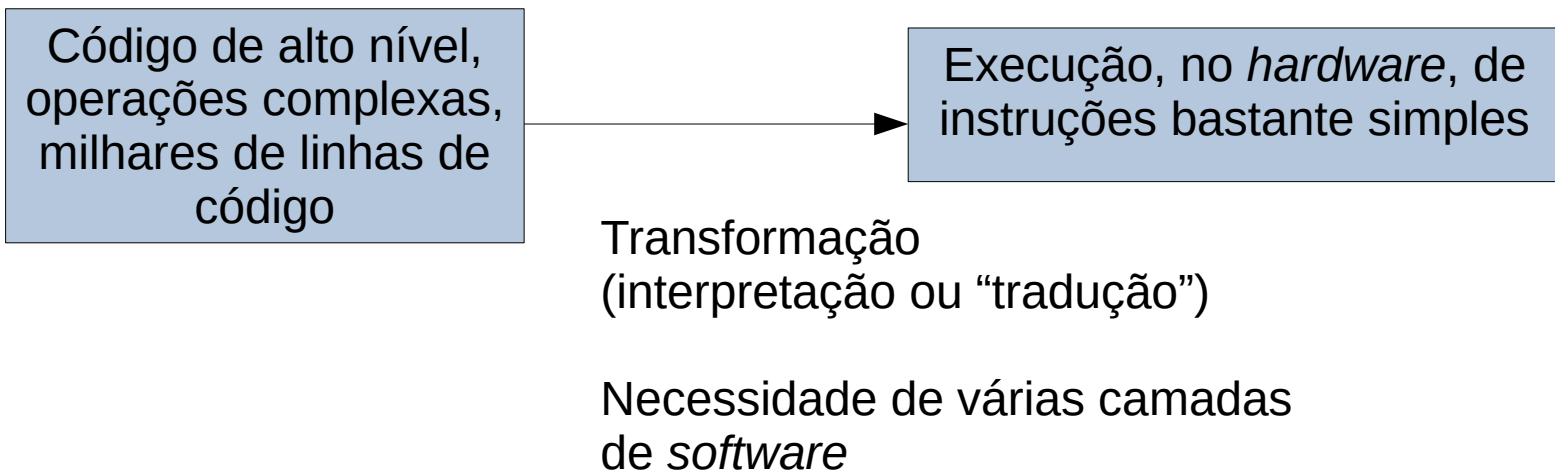 Código de alto nível,
operações complexas,
milhares de linhas de
código
Execução, no hardware, de
instruções bastante simples
Transformação
(interpretação ou “tradução”)
Necessidade de várias camadas
de software